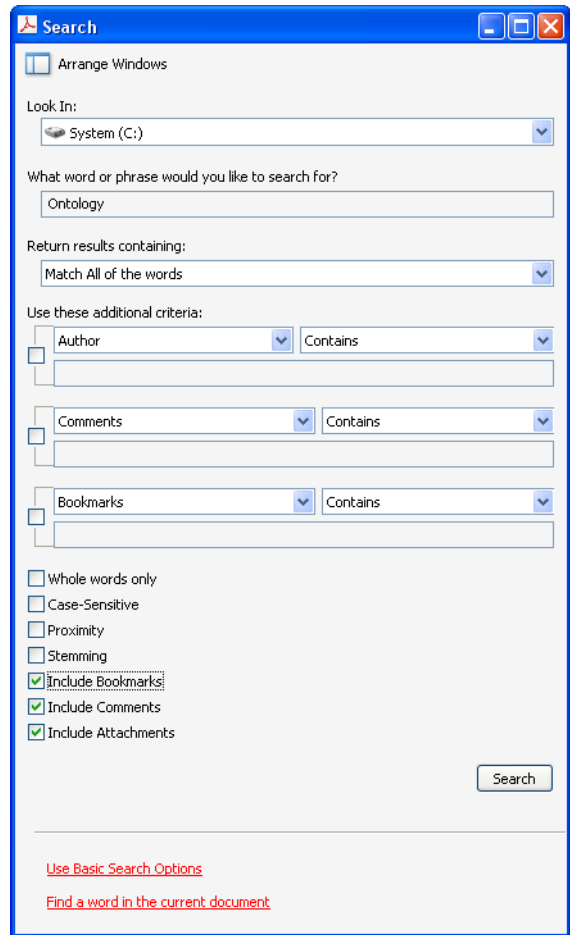 Search
Arrange Windows
Look In:
System (C:)
What word or phrase would you like to search for?
Ontology
Return results containing:
Match All of the words
Use these additional criteria:
Author Contains
Comments Contains
Bookmarks Contains
Whole words only
Case-Sensitive
Proximity
Stemming
Include Bookmarks
Include Comments
Include Attachments
Search
Use Basic Search Options
Find a word in the current document